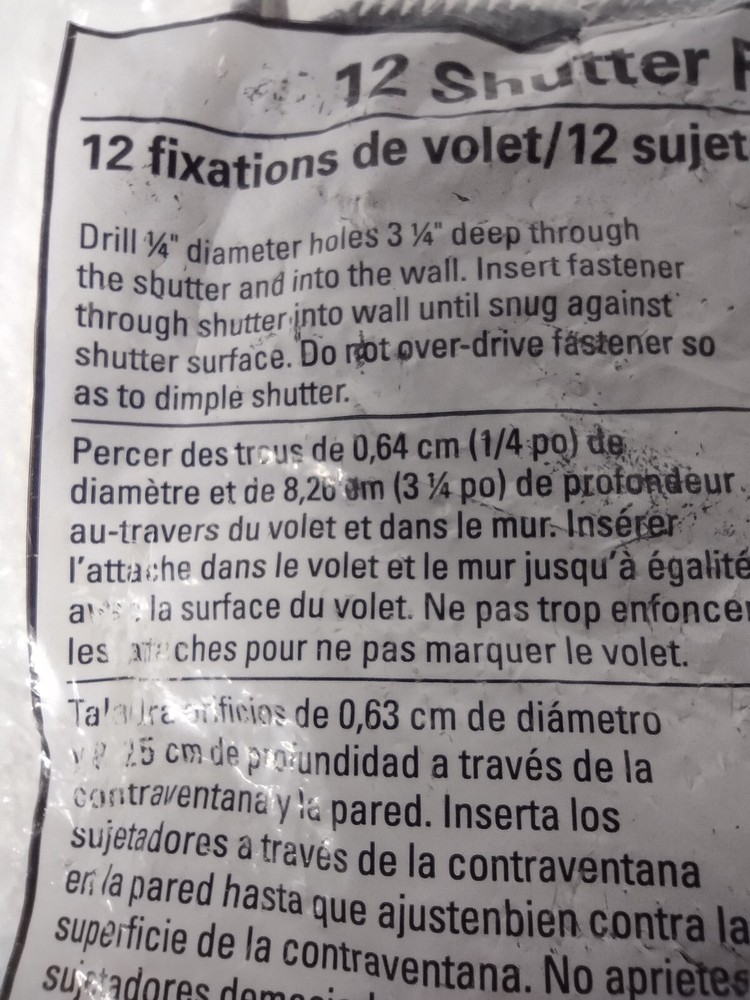 12 Shutter
12 fixations de volet/12 sujet
Drill ¼" diameter holes 3 ¼" deep through
the shutter and into the wall. Insert fastener
through shutter into wall until snug against
shutter surface. Do not over-drive fastener so
as to dimple shutter.
Percer des trous de 0,64 cm (1/4 po) de
diamètre et de 8,26 cm (3 ¼ po) de profondeur
au-travers du volet et dans le mur. Insérer
l'attache dans le volet et le mur jusqu'à égalité
avec la surface du volet. Ne pas trop enfoncer
les attaches pour ne pas marquer le volet.
Taladra orificios de 0,63 cm de diámetro
y 25 cm de profundidad a través de la
contraventana y la pared. Inserta los
sujetadores a través de la contraventana
en la pared hasta que ajustenbien contra la
superficie de la contraventana. No aprietes
sujetadores